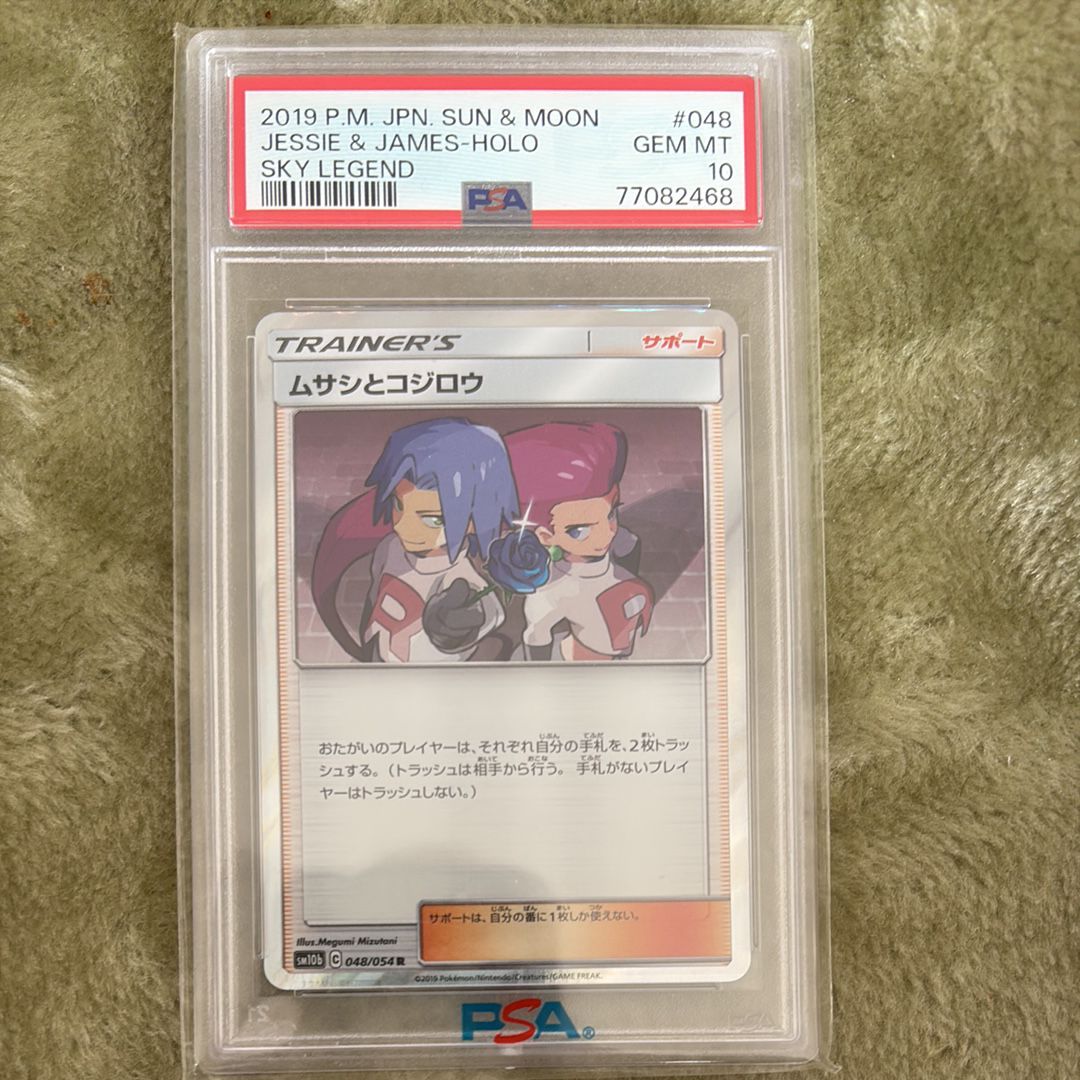 2019 P.M. JPN. SUN & MOON #048
JESSIE & JAMES-HOLO GEM MT
SKY LEGEND 10
PSA 77082468
TRAINER'S サポート
ムサシとコジロウ
R R
おたがいのプレイヤーは、それぞれ自分の手札を、2枚トラッ
シュする。(トラッシュは相手から行う。 手札がないプレイ
ヤーはトラッシュしない。)
サポートは、自分の番に1枚しか使えない。
Illus.Megumi Mizutani
sm10b C 048/054 R
©2019 Pokémon/Nintendo/Creatures/GAME FREAK.
PSA®